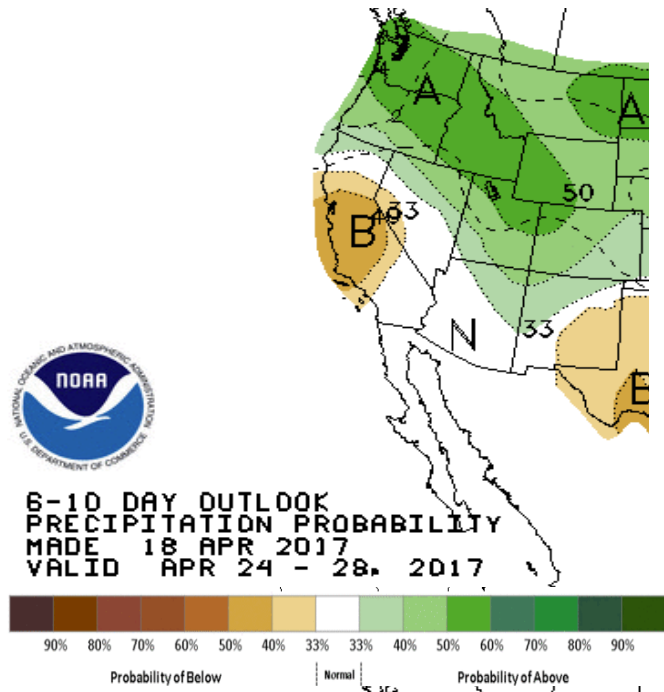 A
A
50
33
40
B
N
33
B
NATIONAL OCEANIC AND ATMOSPHERIC ADMINISTRATION
NOAA
U.S. DEPARTMENT OF COMMERCE
6-10 DAY OUTLOOK
PRECIPITATION PROBABILITY
MADE 18 APR 2017
VALID APR 24 - 28, 2017
90% 80% 70% 60% 50% 40% 33% 33% 40% 50% 60% 70% 80% 90%
Probability of Below Normal Probability of Above